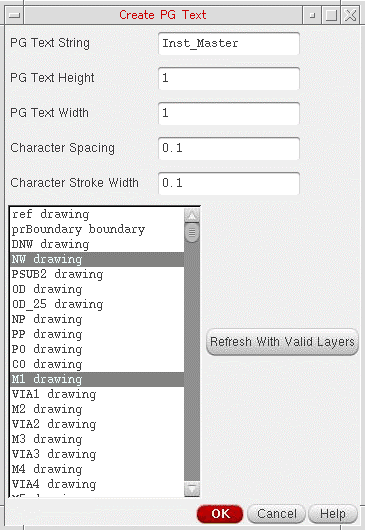 Create PG Text
PG Text String
Inst_Master
PG Text Height
1
PG Text Width
1
Character Spacing
0.1
Character Stroke Width
0.1
ref drawing
prBoundary boundary
DNW drawing
NW drawing
PSUB2 drawing
OD drawing
OD_25 drawing
NP drawing
PP drawing
PO drawing
CO drawing
M1 drawing
VIA1 drawing
M2 drawing
VIA2 drawing
M3 drawing
VIA3 drawing
M4 drawing
VIA4 drawing
M5 drawing
Refresh With Valid Layers
OK
Cancel
Help